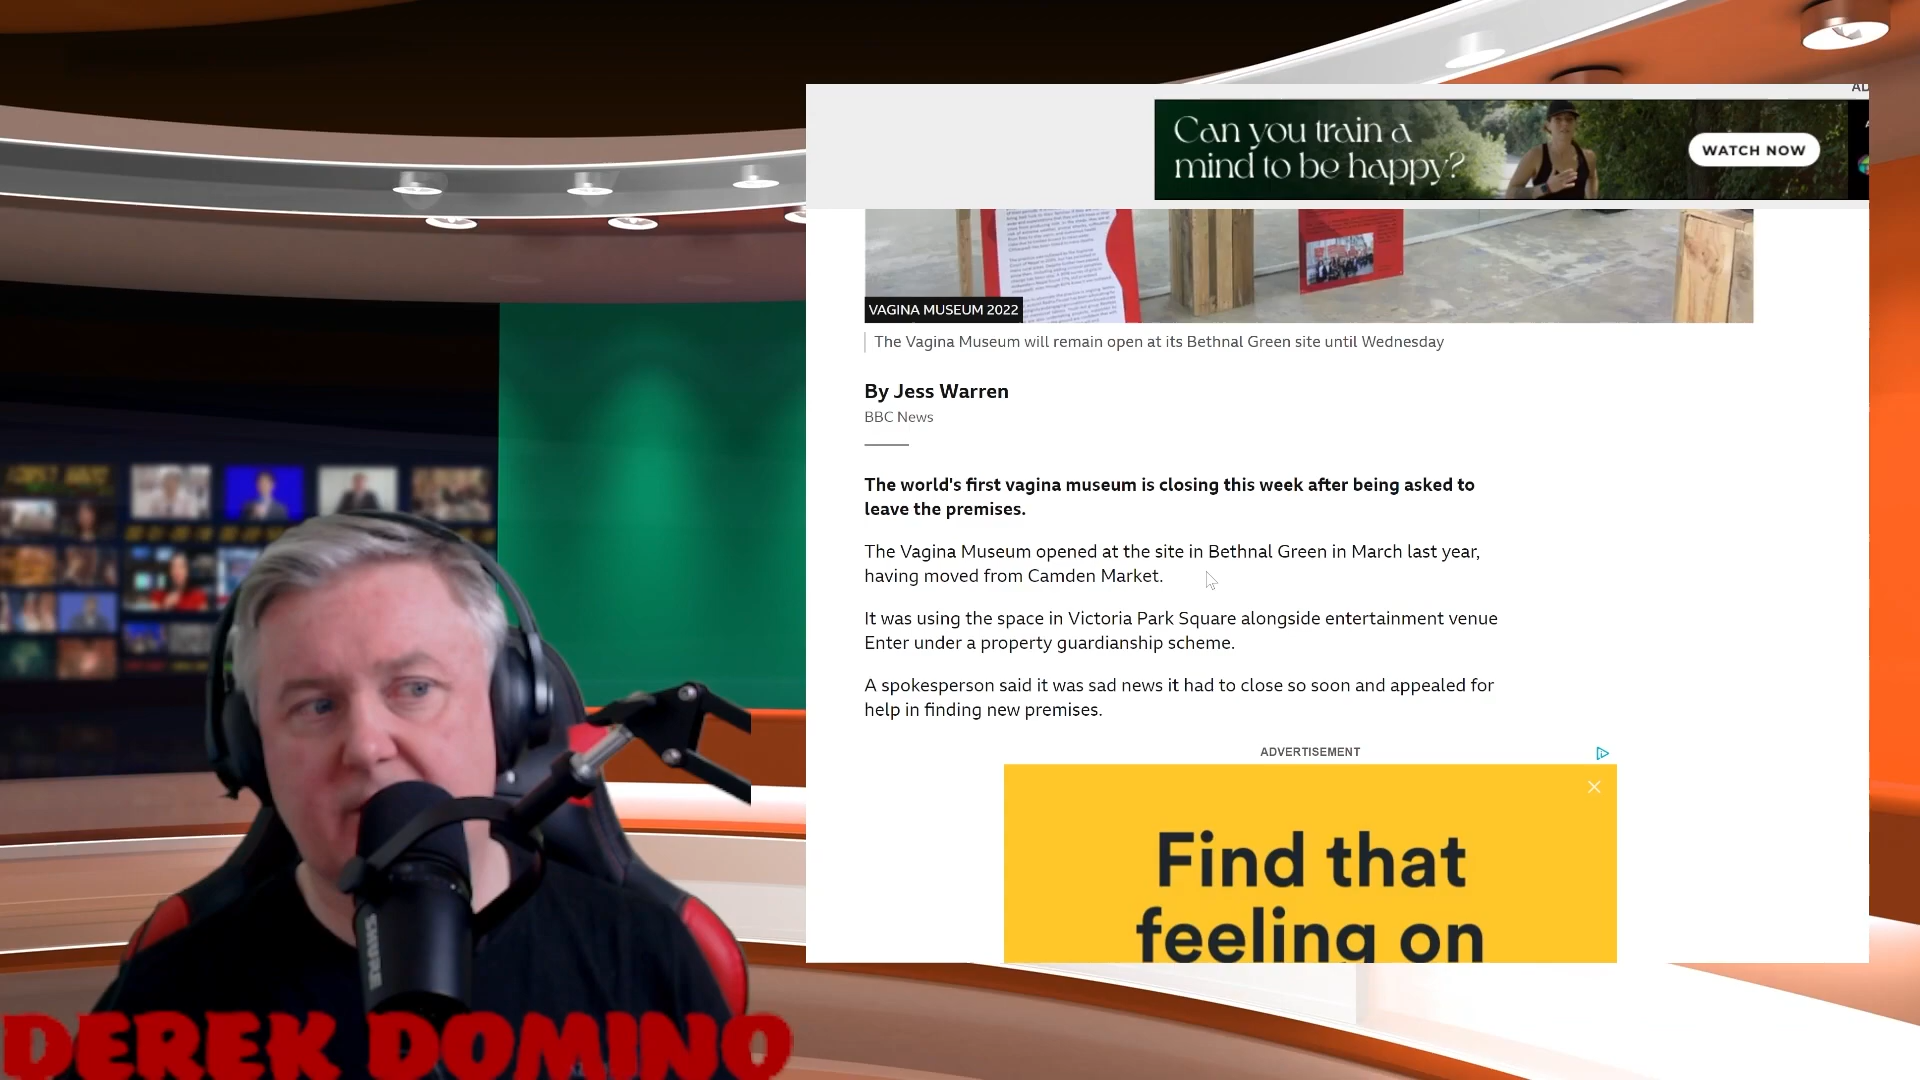 AD
Can you train a
mind to be happy?
WATCH NOW
VAGINA MUSEUM 2022
The Vagina Museum will remain open at its Bethnal Green site until Wednesday
By Jess Warren
BBC News
The world's first vagina museum is closing this week after being asked to
leave the premises.
The Vagina Museum opened at the site in Bethnal Green in March last year,
having moved from Camden Market.
It was using the space in Victoria Park Square alongside entertainment venue
Enter under a property guardianship scheme.
A spokesperson said it was sad news it had to close so soon and appealed for
help in finding new premises.
ADVERTISEMENT
Find that
feeling on
SHURE
DEREK DOMINO